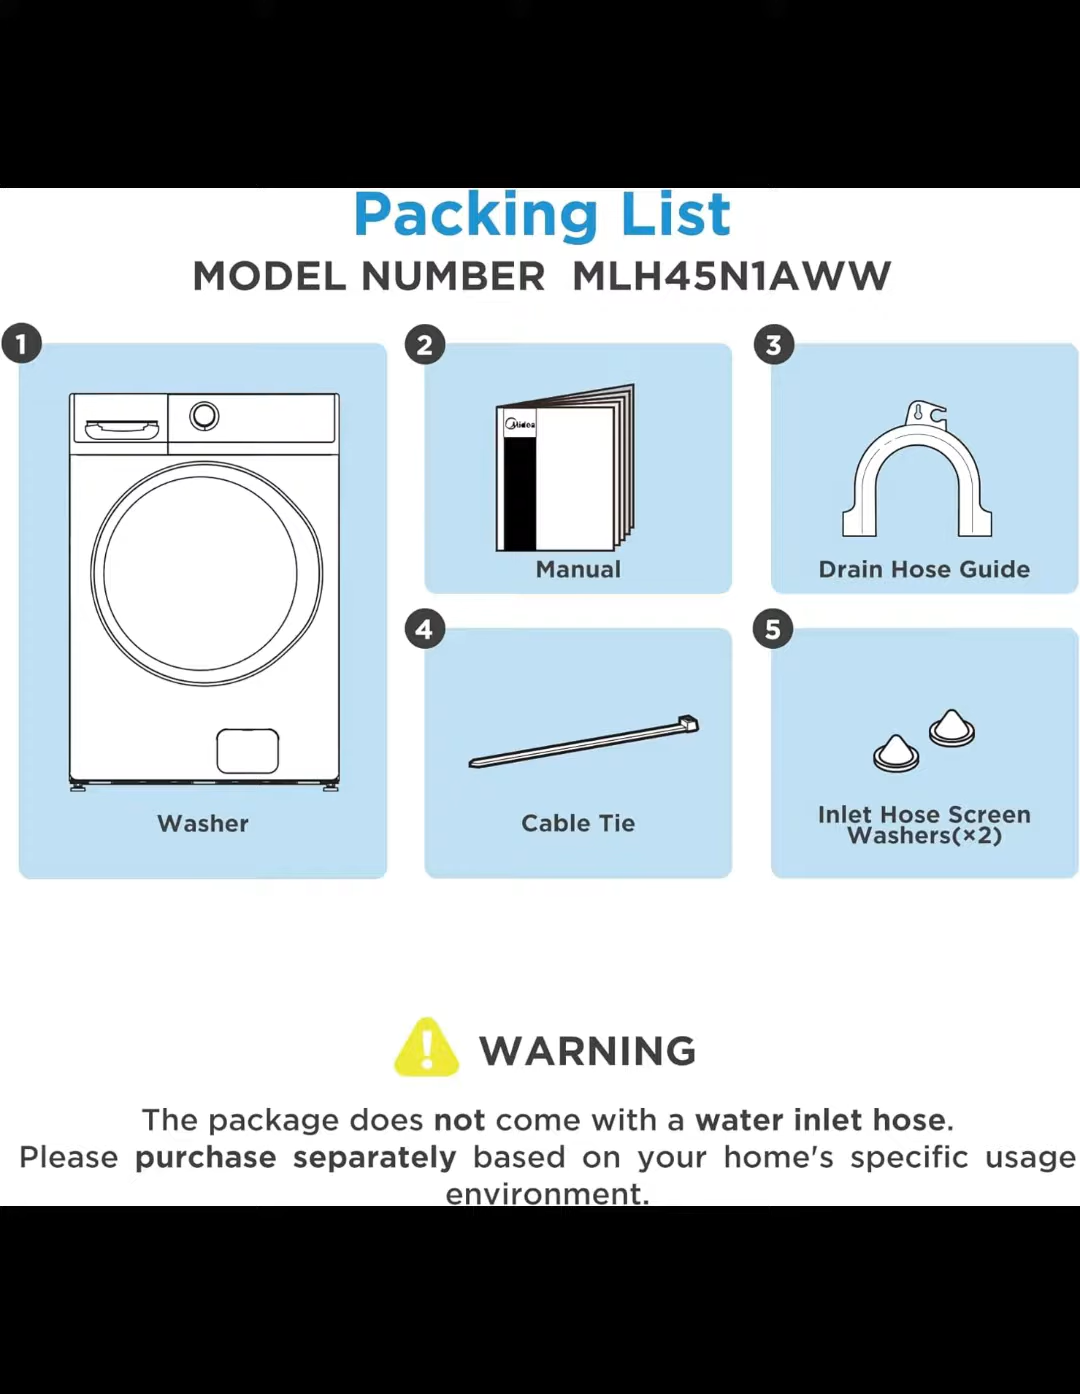 Packing List
MODEL NUMBER MLH45N1AWW
1
Washer
2
Midea
Manual
3
Drain Hose Guide
4
Cable Tie
5
Inlet Hose Screen
Washers(×2)
WARNING
The package does not come with a water inlet hose.
Please purchase separately based on your home's specific usage
environment.